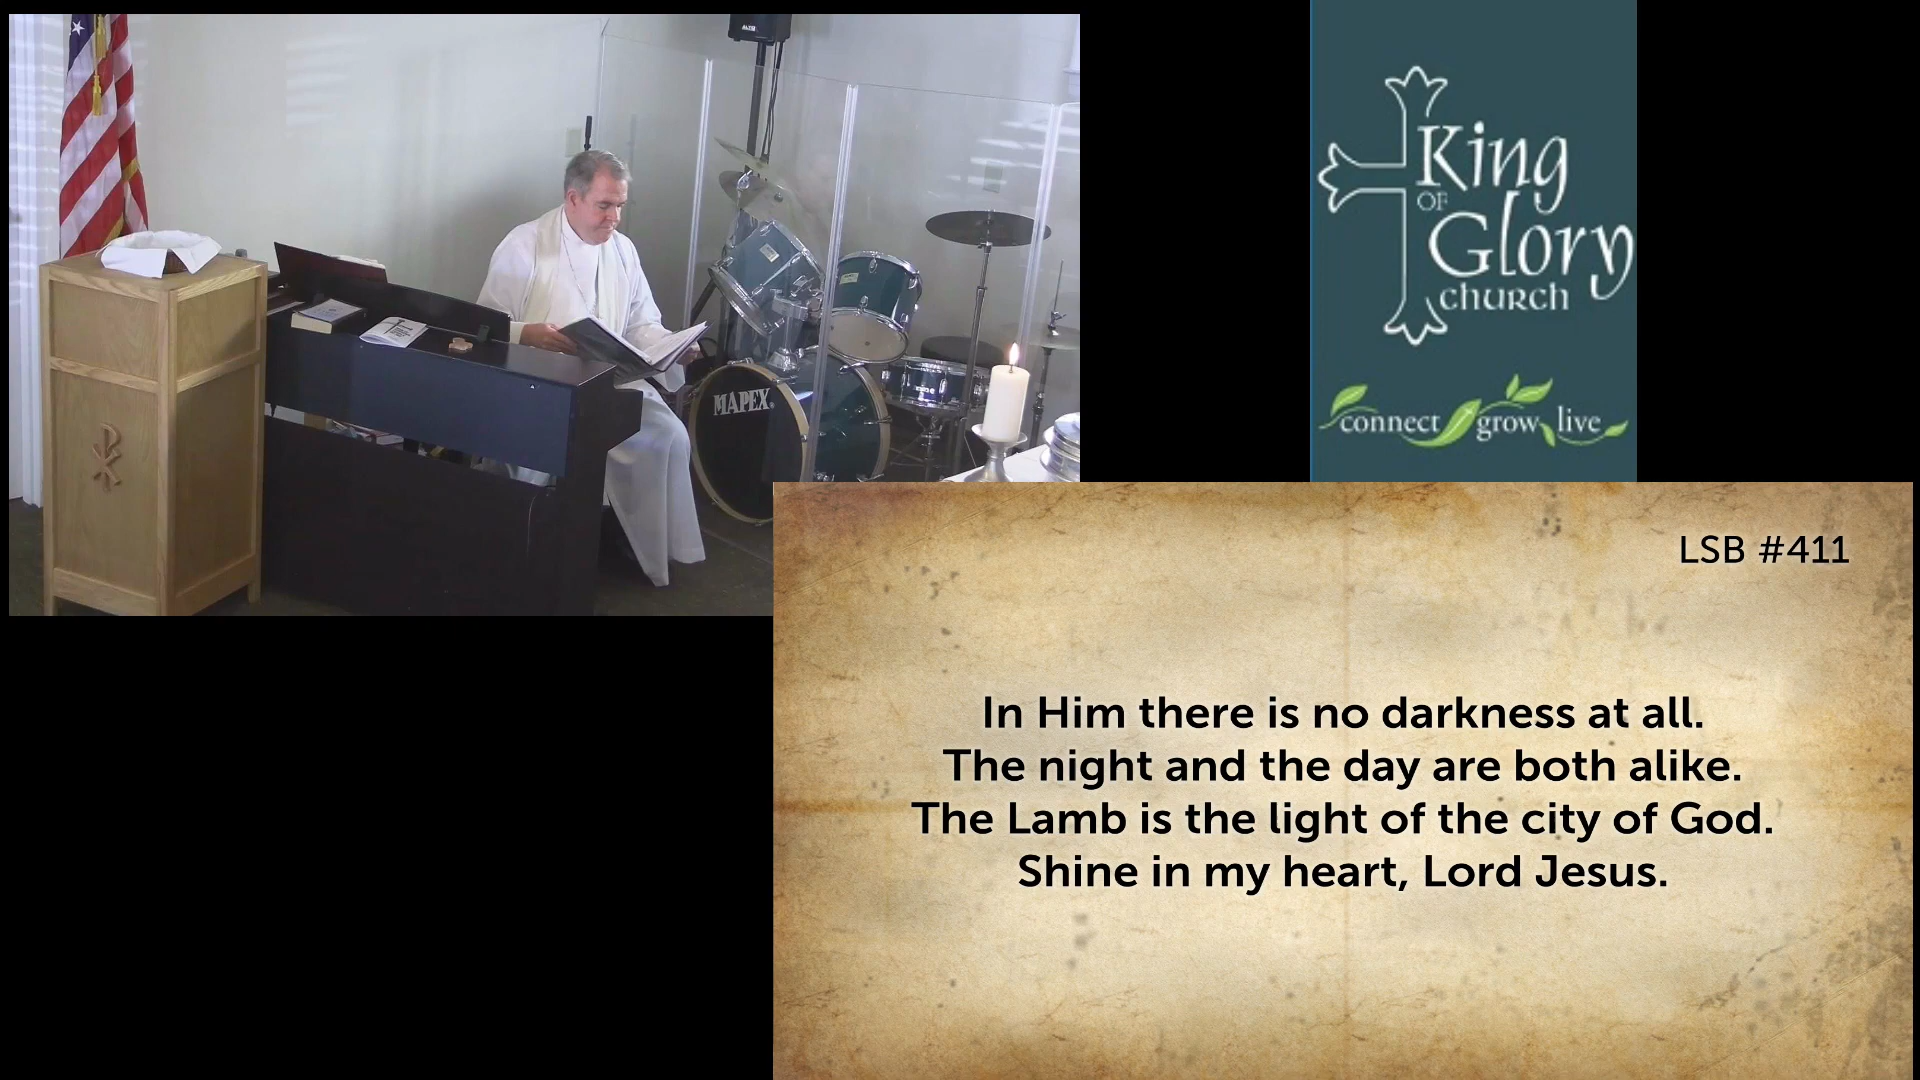 MAPEX
King
OF
Glory
church
connect grow live
LSB #411
In Him there is no darkness at all.
The night and the day are both alike.
The Lamb is the light of the city of God.
Shine in my heart, Lord Jesus.